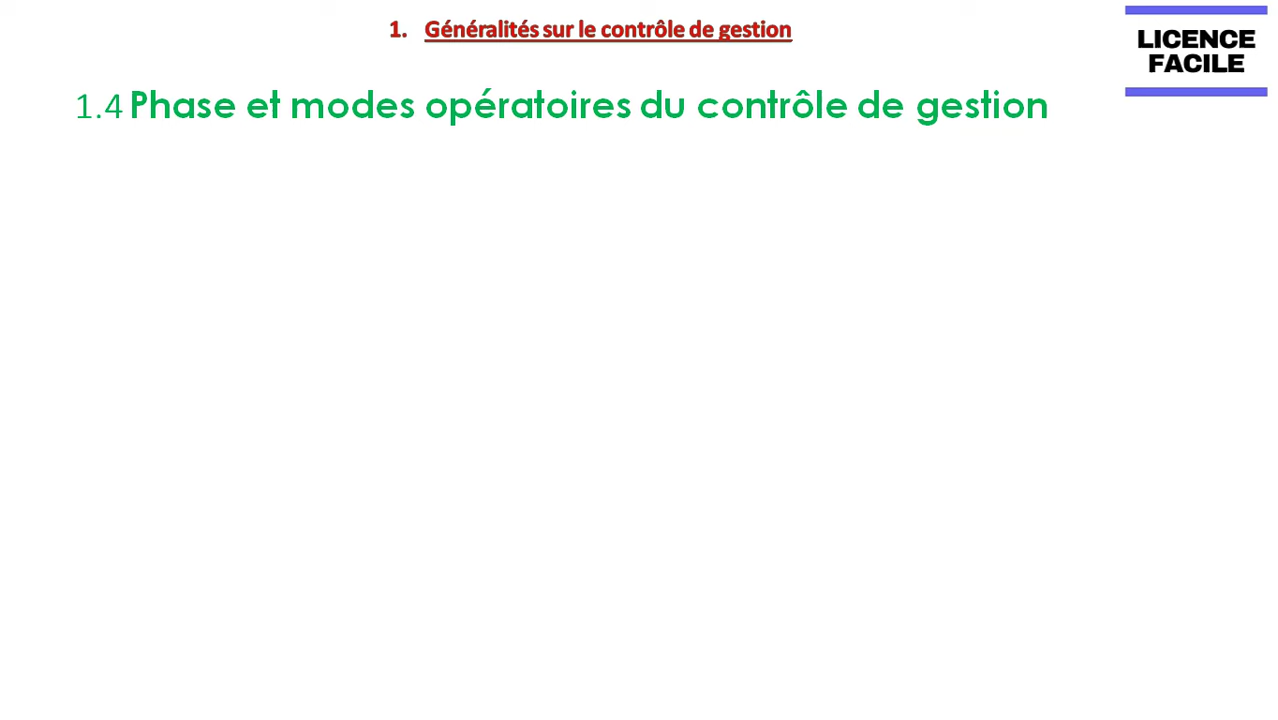 1. Généralités sur le contrôle de gestion
LICENCE
FACILE
1.4 Phase et modes opératoires du contrôle de gestion